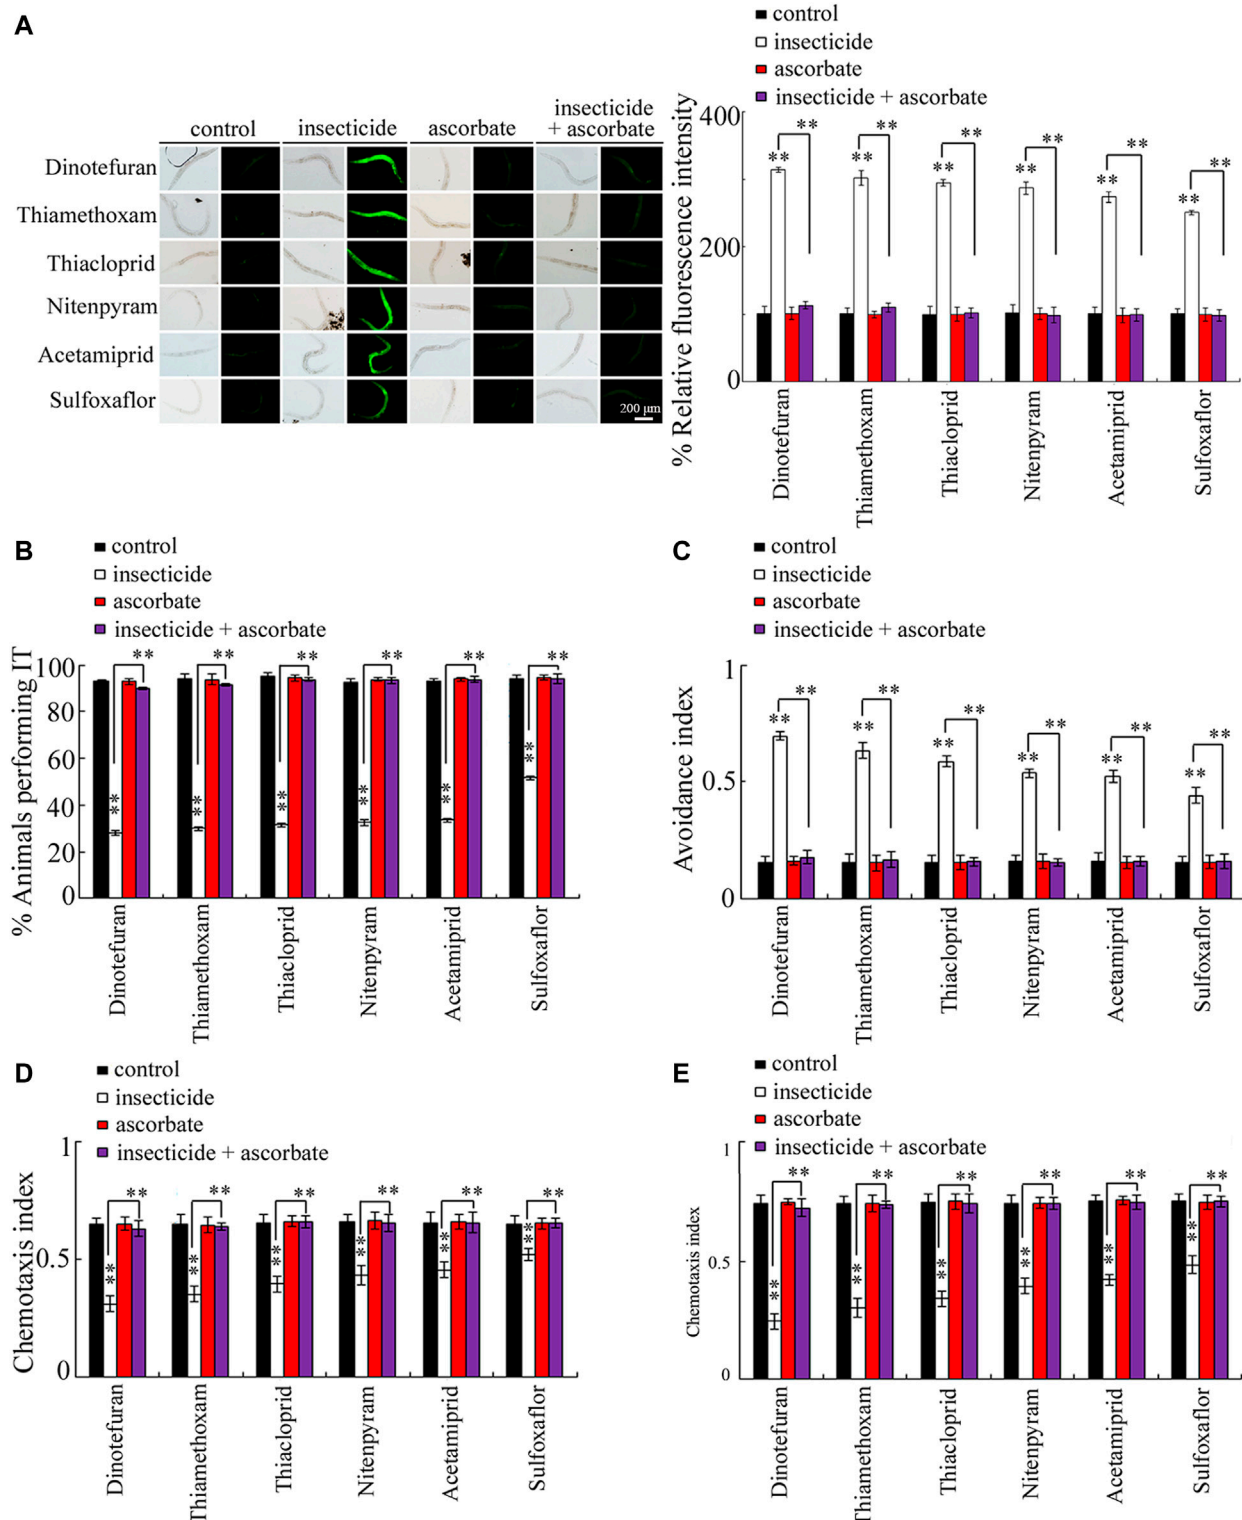 A
control
insecticide
ascorbate
insecticide + ascorbate
control insecticide ascorbate insecticide
+ ascorbate
Dinotefuran
Thiamethoxam
Thiacloprid
Nitenpyram
Acetamiprid
Sulfoxaflor
200 μm
% Relative fluorescence intensity
400
200
0
** ** ** ** ** **
** ** ** ** ** **
Dinotefuran
Thiamethoxam
Thiacloprid
Nitenpyram
Acetamiprid
Sulfoxaflor
B
control
insecticide
ascorbate
insecticide + ascorbate
% Animals performing IT
100
80
60
40
20
0
** ** ** ** ** **
** ** ** ** ** **
Dinotefuran
Thiamethoxam
Thiacloprid
Nitenpyram
Acetamiprid
Sulfoxaflor
C
control
insecticide
ascorbate
insecticide + ascorbate
Avoidance index
1
0.5
0
** ** ** ** ** **
** ** ** ** ** **
Dinotefuran
Thiamethoxam
Thiacloprid
Nitenpyram
Acetamiprid
Sulfoxaflor
D
control
insecticide
ascorbate
insecticide + ascorbate
Chemotaxis index
1
0.5
0
** ** ** ** ** **
** ** ** ** ** **
Dinotefuran
Thiamethoxam
Thiacloprid
Nitenpyram
Acetamiprid
Sulfoxaflor
E
control
insecticide
ascorbate
insecticide + ascorbate
Chemotaxis index
1
0.5
0
** ** ** ** ** **
** ** ** ** ** **
Dinotefuran
Thiamethoxam
Thiacloprid
Nitenpyram
Acetamiprid
Sulfoxaflor